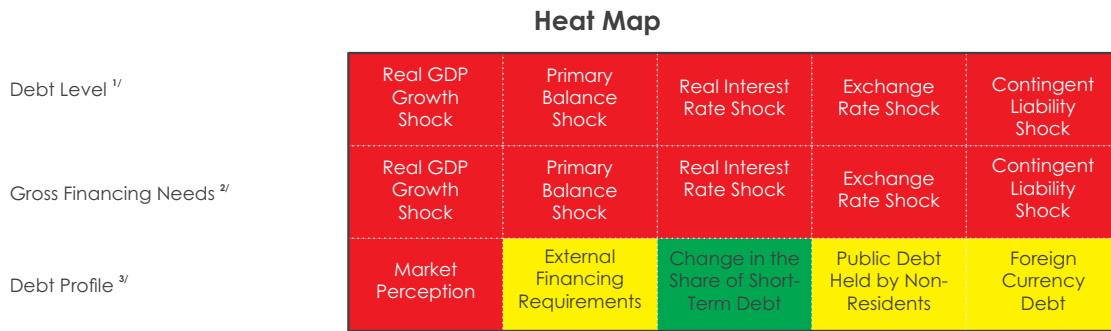 Heat Map
Debt Level ¹/
Real GDP
Growth
Shock
Primary
Balance
Shock
Real Interest
Rate Shock
Exchange
Rate Shock
Contingent
Liability
Shock
Gross Financing Needs ²/
Real GDP
Growth
Shock
Primary
Balance
Shock
Real Interest
Rate Shock
Exchange
Rate Shock
Contingent
Liability
Shock
Debt Profile ³/
Market
Perception
External
Financing
Requirements
Change in the
Share of Short-
Term Debt
Public Debt
Held by Non-
Residents
Foreign
Currency
Debt